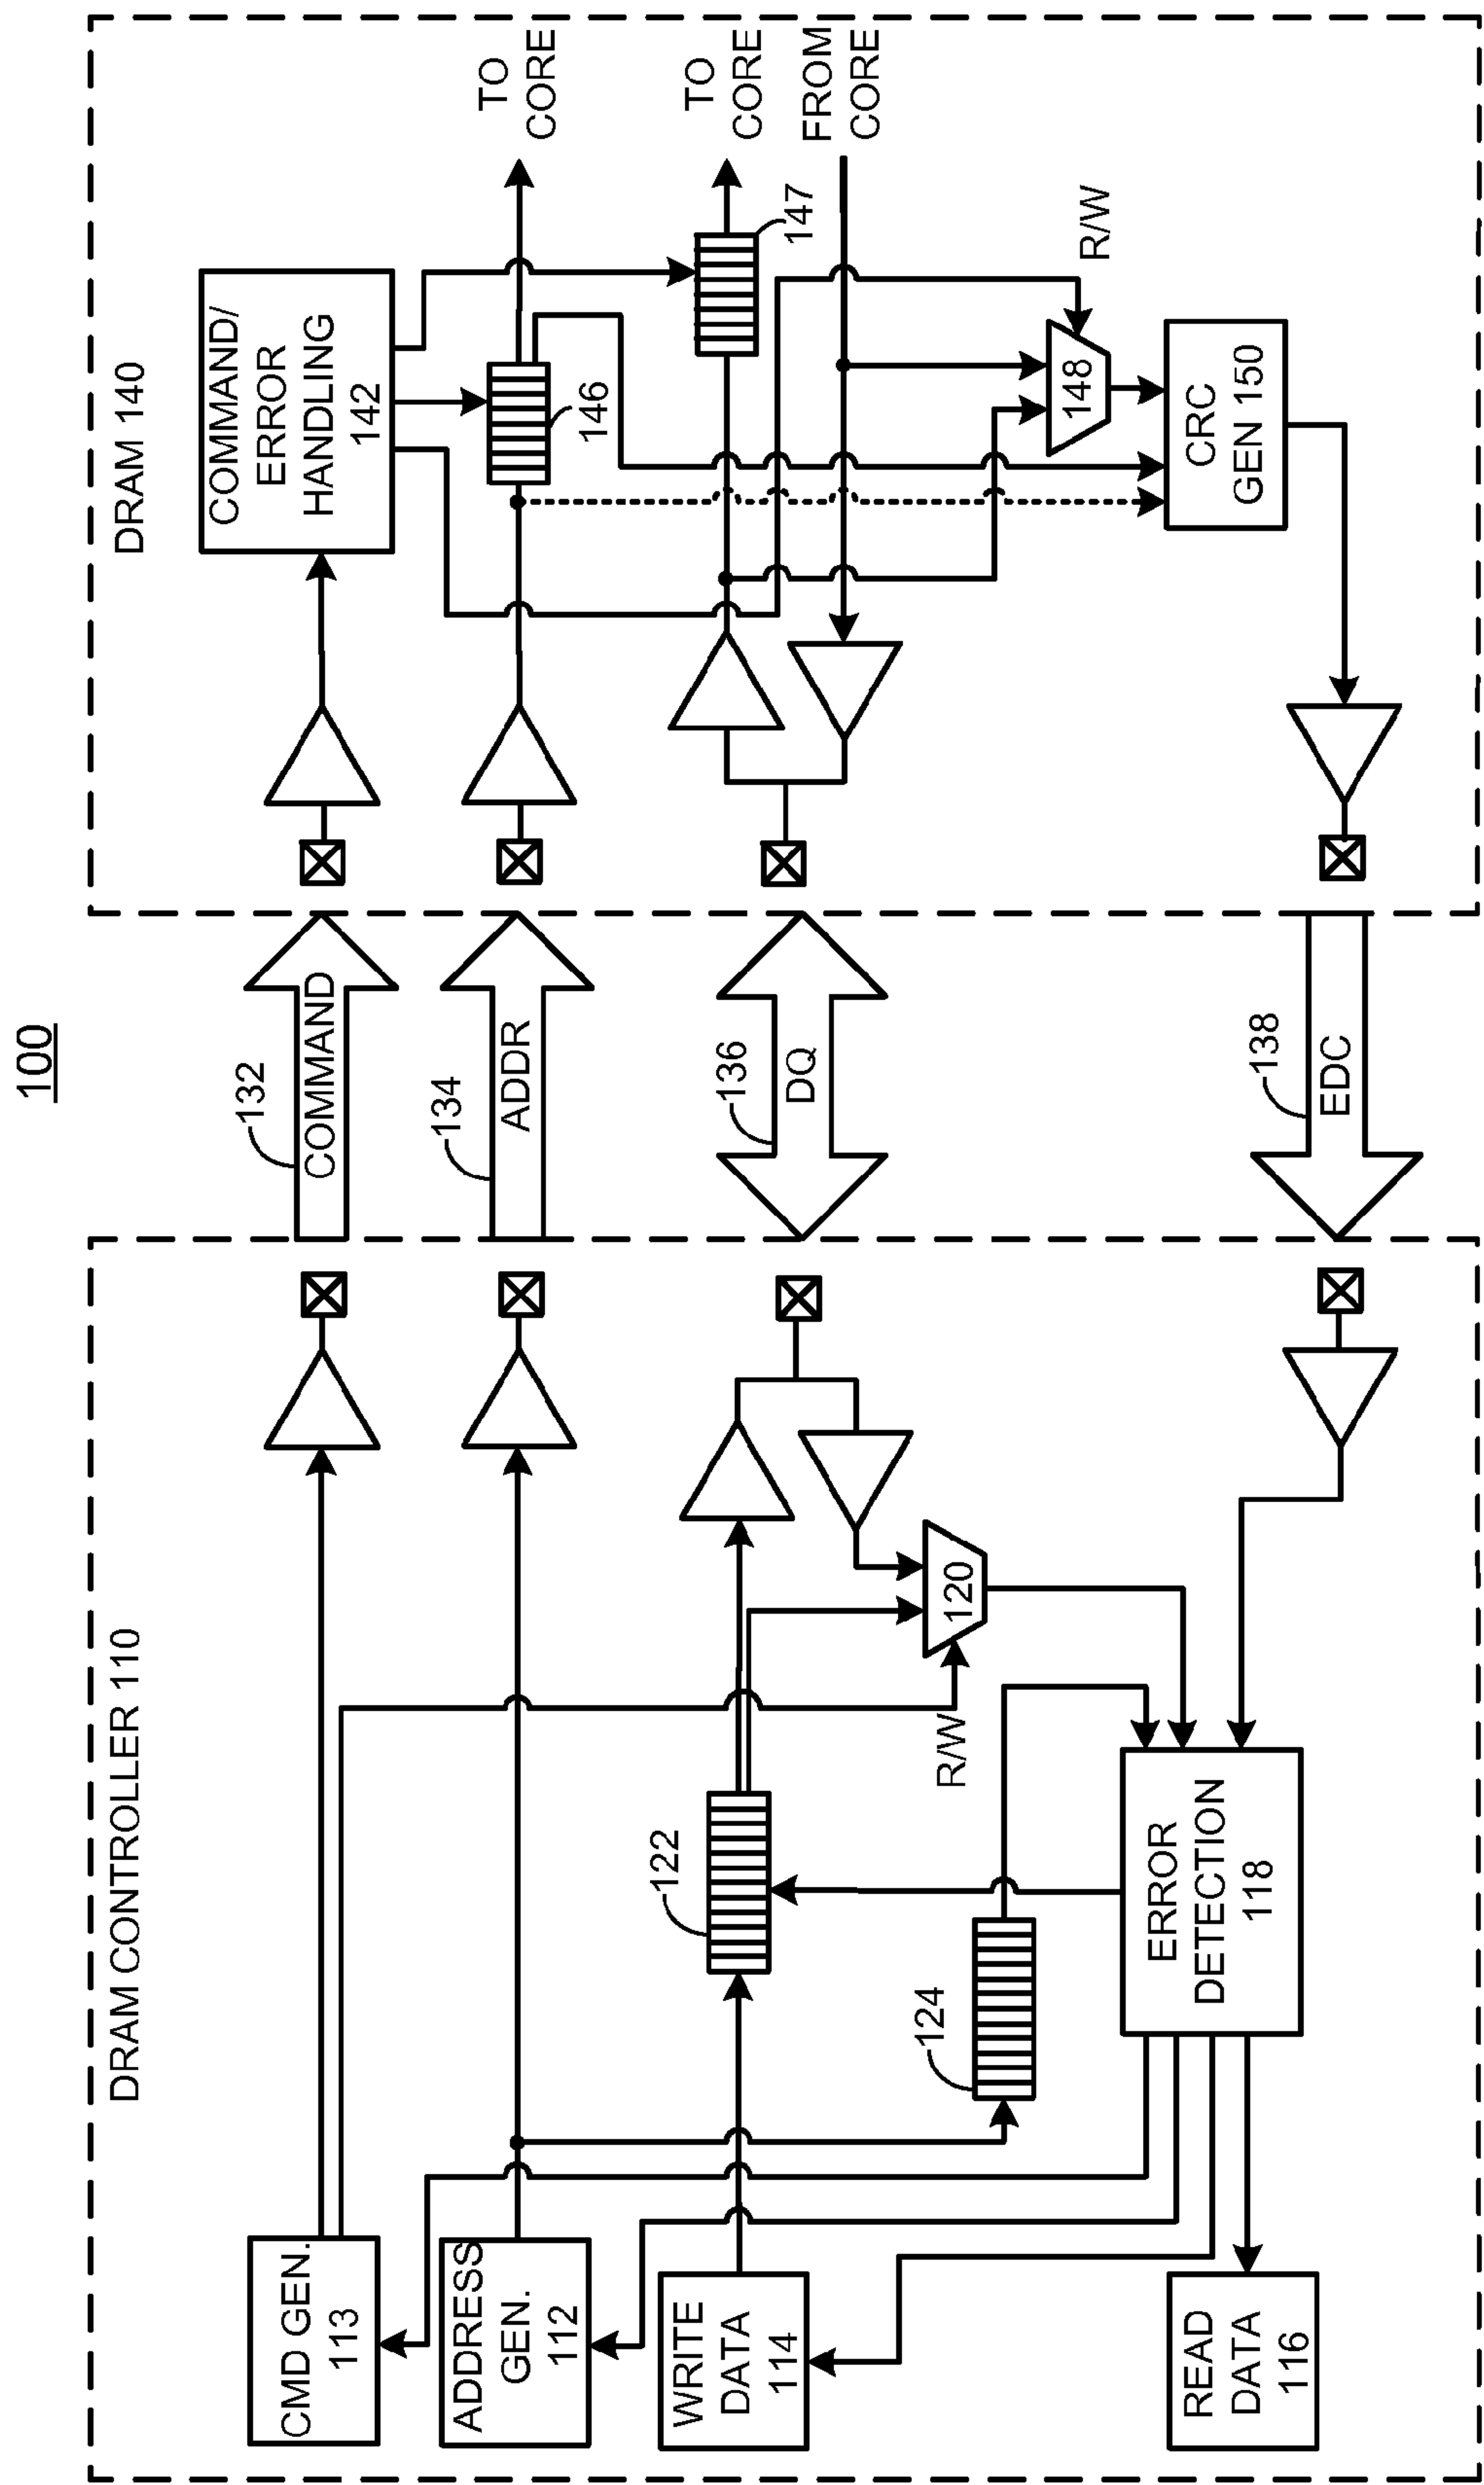 100
DRAM CONTROLLER 110
DRAM 140
CMD GEN.
113
ADDRESS
GEN.
112
WRITE
DATA
114
READ
DATA
116
122
124
R/W
120
ERROR
DETECTION
118
132
COMMAND
134
ADDR
136
DQ
138
EDC
COMMAND/
ERROR
HANDLING
142
146
TO
CORE
147
TO
CORE
FROM
CORE
R/W
148
CRC
GEN 150